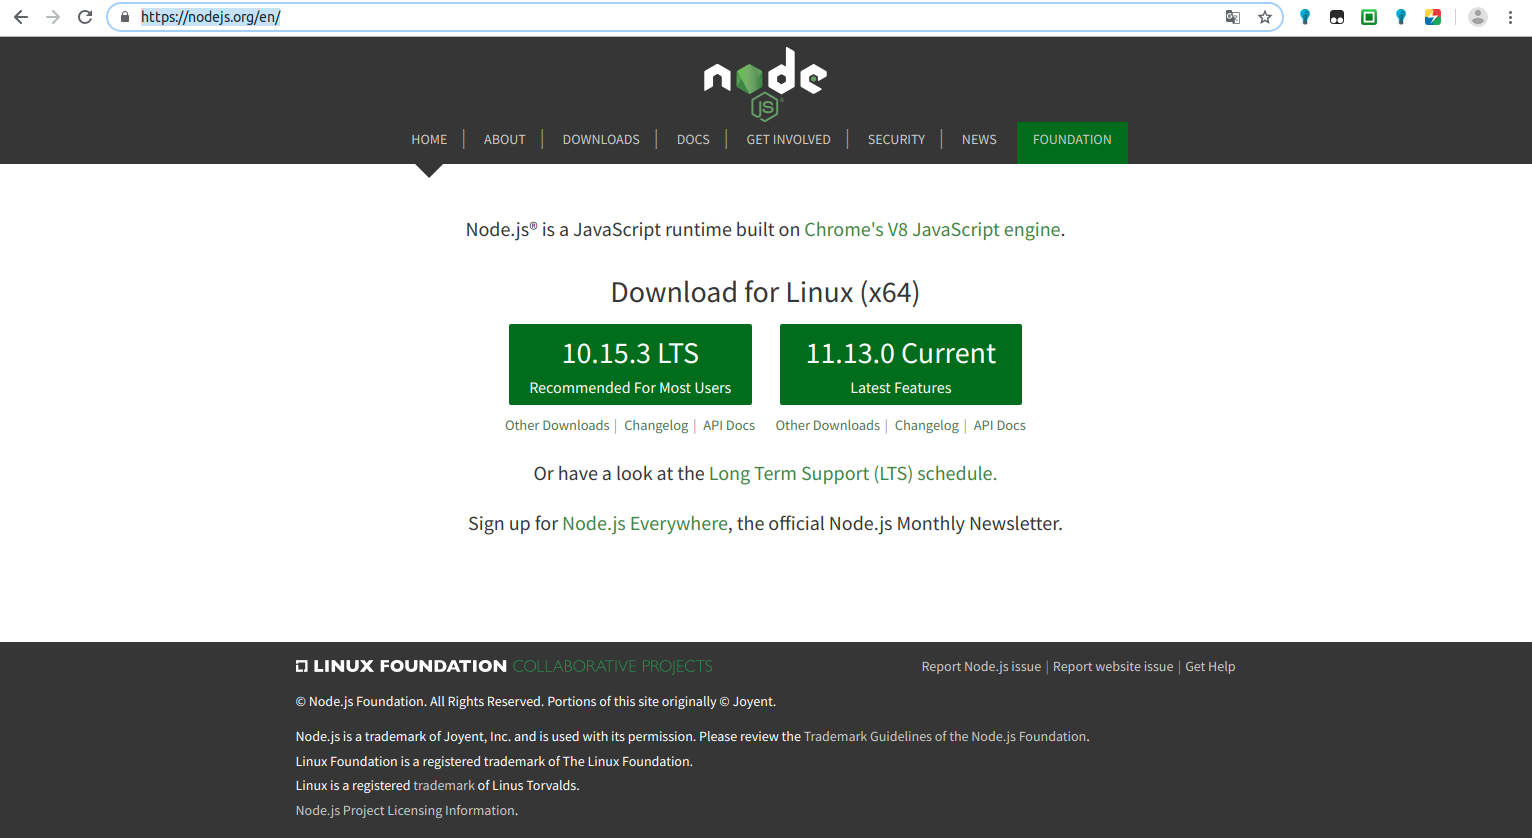 https://nodejs.org/en/
node
JS
HOME | ABOUT | DOWNLOADS | DOCS | GET INVOLVED | SECURITY | NEWS FOUNDATION
Node.js® is a JavaScript runtime built on Chrome's V8 JavaScript engine.
Download for Linux (x64)
10.15.3 LTS
Recommended For Most Users
11.13.0 Current
Latest Features
Other Downloads | Changelog | API Docs
Other Downloads | Changelog | API Docs
Or have a look at the Long Term Support (LTS) schedule.
Sign up for Node.js Everywhere, the official Node.js Monthly Newsletter.
LINUX FOUNDATION COLLABORATIVE PROJECTS
Report Node.js issue | Report website issue | Get Help
© Node.js Foundation. All Rights Reserved. Portions of this site originally © Joyent.
Node.js is a trademark of Joyent, Inc. and is used with its permission. Please review the Trademark Guidelines of the Node.js Foundation.
Linux Foundation is a registered trademark of The Linux Foundation.
Linux is a registered trademark of Linus Torvalds.
Node.js Project Licensing Information.